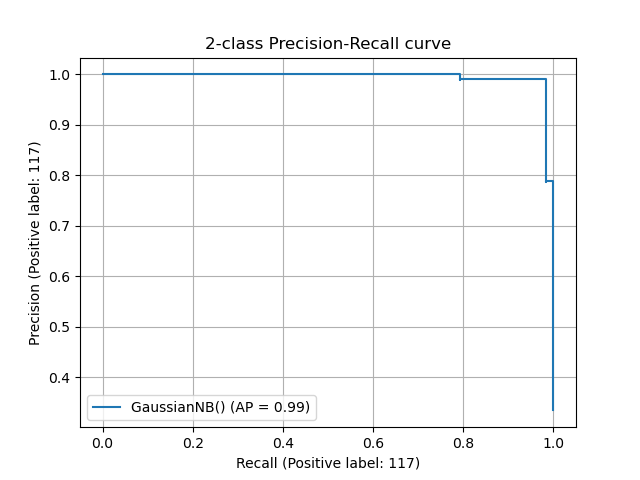 2-class Precision-Recall curve
1.0
0.9
0.8
0.7
0.6
0.5
0.4
Precision (Positive label: 117)
GaussianNB() (AP = 0.99)
0.0 0.2 0.4 0.6 0.8 1.0
Recall (Positive label: 117)